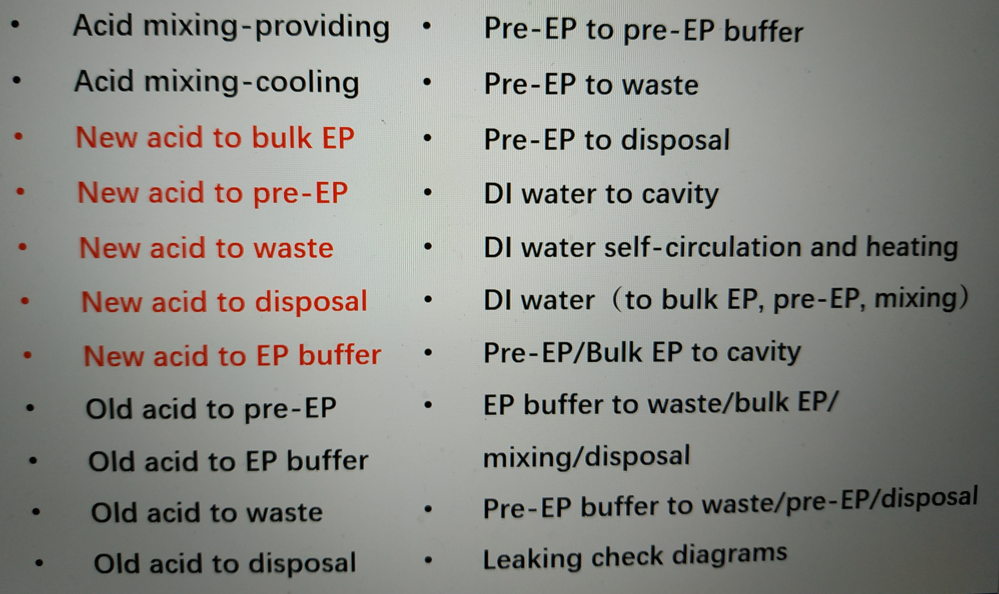 • Acid mixing-providing
• Acid mixing-cooling
• New acid to bulk EP
• New acid to pre-EP
• New acid to waste
• New acid to disposal
• New acid to EP buffer
• Old acid to pre-EP
• Old acid to EP buffer
• Old acid to waste
• Old acid to disposal
• Pre-EP to pre-EP buffer
• Pre-EP to waste
• Pre-EP to disposal
• DI water to cavity
• DI water self-circulation and heating
• DI water（to bulk EP, pre-EP, mixing）
• Pre-EP/Bulk EP to cavity
• EP buffer to waste/bulk EP/
mixing/disposal
• Pre-EP buffer to waste/pre-EP/disposal
• Leaking check diagrams